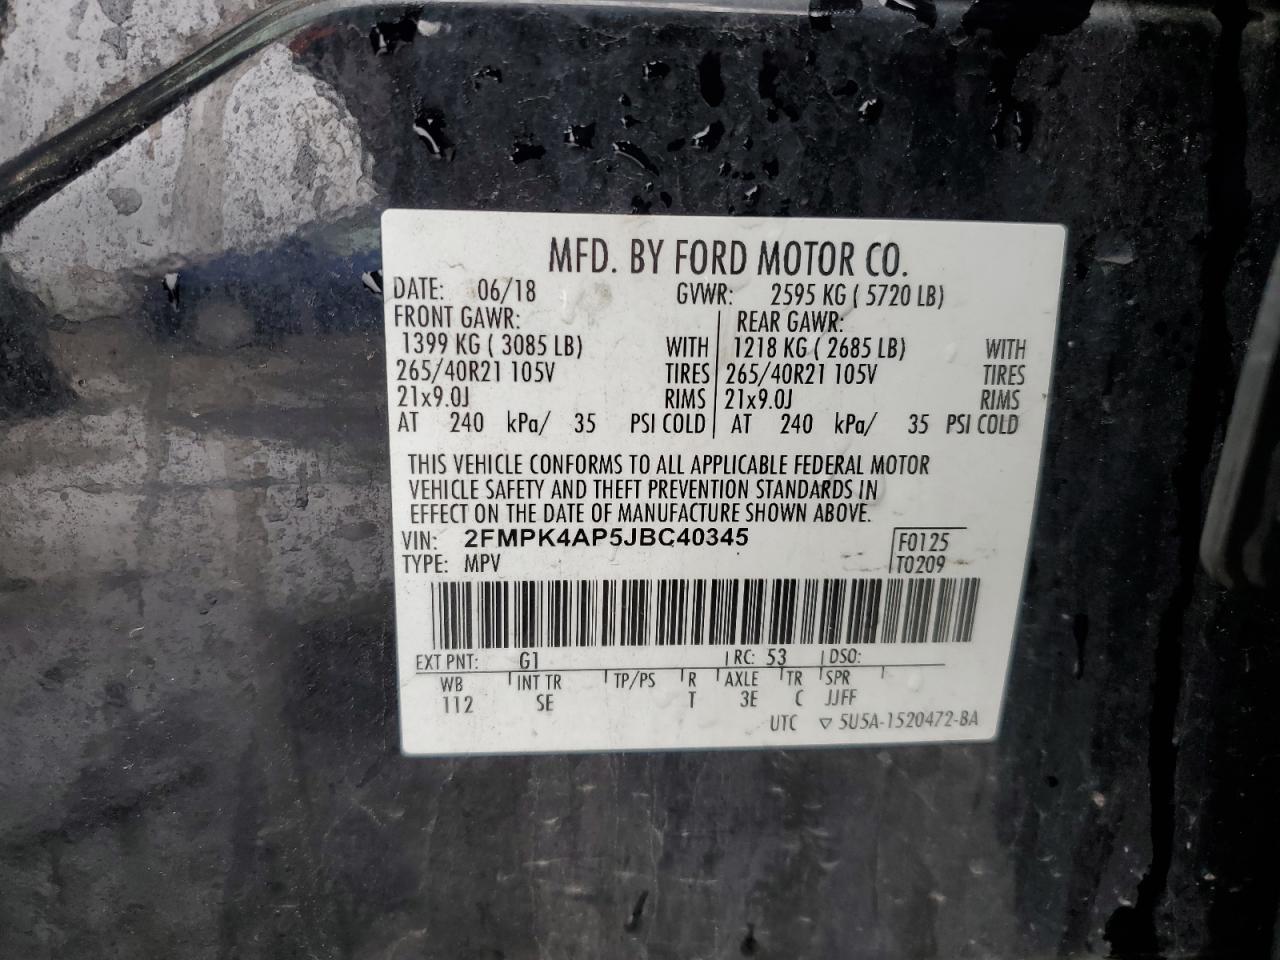 MFD. BY FORD MOTOR CO.
DATE: 06/18 GVWR: 2595 KG ( 5720 LB)
FRONT GAWR: REAR GAWR:
1399 KG ( 3085 LB) WITH 1218 KG ( 2685 LB) WITH
265/40R21 105V TIRES 265/40R21 105V TIRES
21x9.0J RIMS 21x9.0J RIMS
AT 240 kPa/ 35 PSI COLD AT 240 kPa/ 35 PSI COLD
THIS VEHICLE CONFORMS TO ALL APPLICABLE FEDERAL MOTOR
VEHICLE SAFETY AND THEFT PREVENTION STANDARDS IN
EFFECT ON THE DATE OF MANUFACTURE SHOWN ABOVE.
VIN: 2FMPK4AP5JBC40345 F0125
TYPE: MPV T0209
EXT PNT: G1 RC: 53 DSO:
WB INT TR TP/PS R AXLE TR SPR
112 SE T 3E C JJFF
UTC ▽ 5U5A-1520472-BA